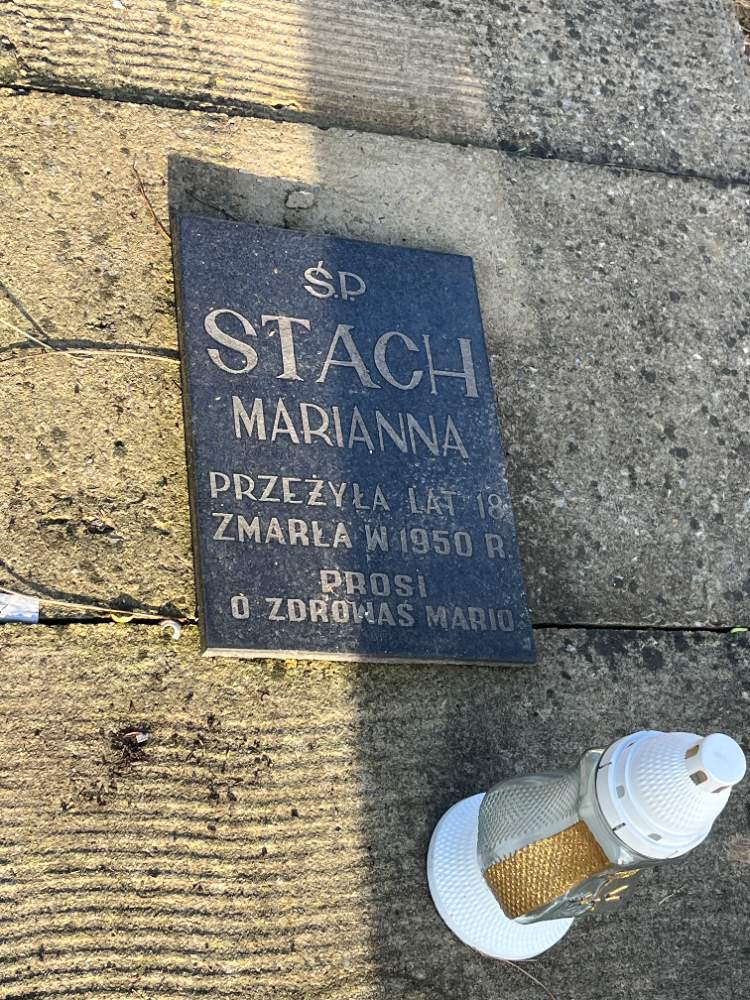 Ś.P.
STACH
MARIANNA
PRZEŻYŁA LAT 18
ZMARŁA W 1950 R.
PROSI
O ZDROWAŚ MARIO